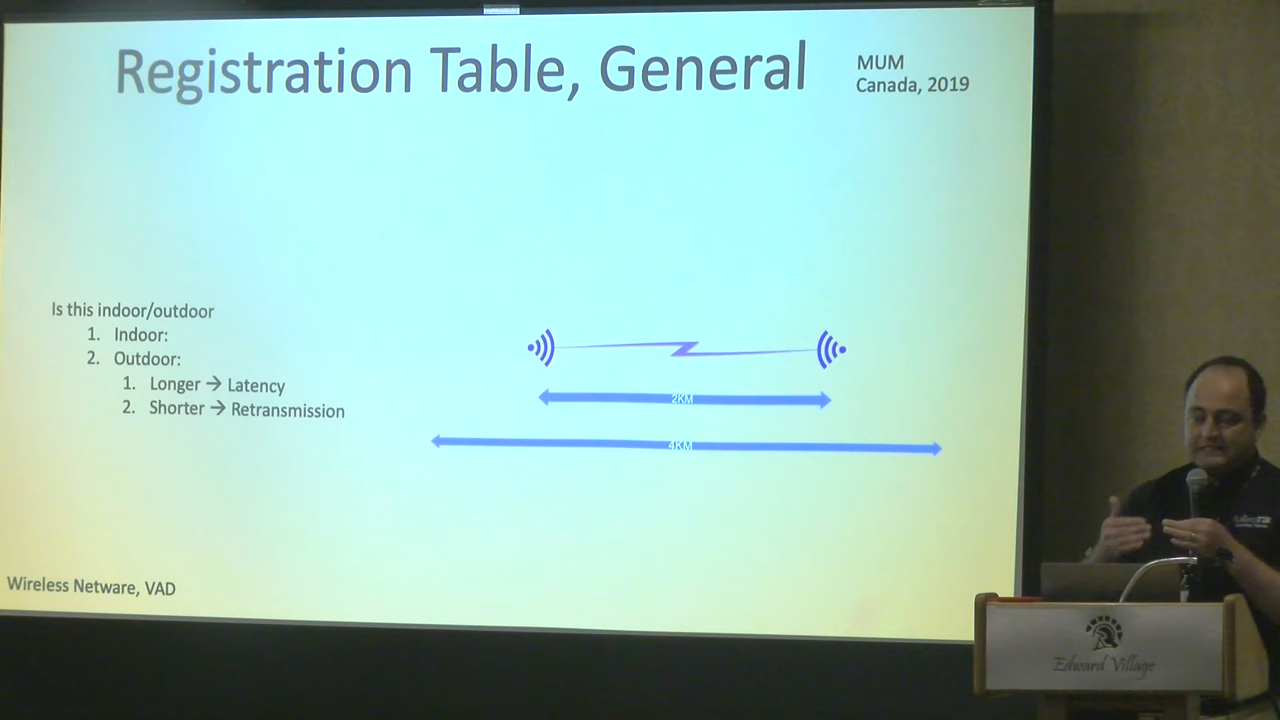 Registration Table, General
MUM
Canada, 2019
Is this indoor/outdoor
1. Indoor:
2. Outdoor:
1. Longer → Latency
2. Shorter → Retransmission
2KM
4KM
Wireless Netware, VAD
Edward Village